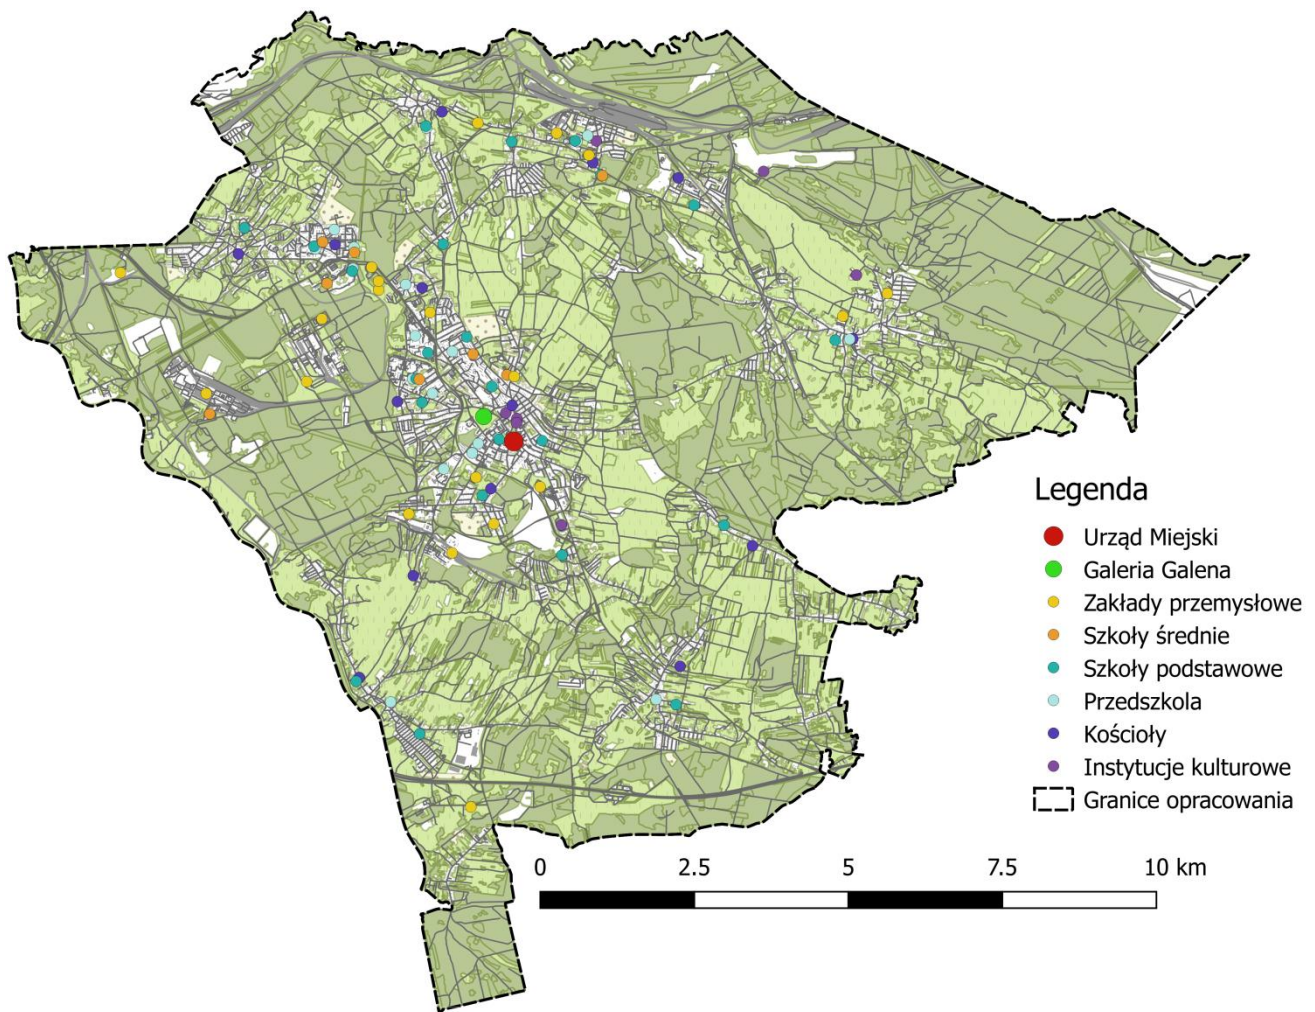 Legenda
Urząd Miejski
Galeria Galena
Zakłady przemysłowe
Szkoły średnie
Szkoły podstawowe
Przedszkola
Kościoły
Instytucje kulturowe
Granice opracowania
0 2.5 5 7.5 10 km